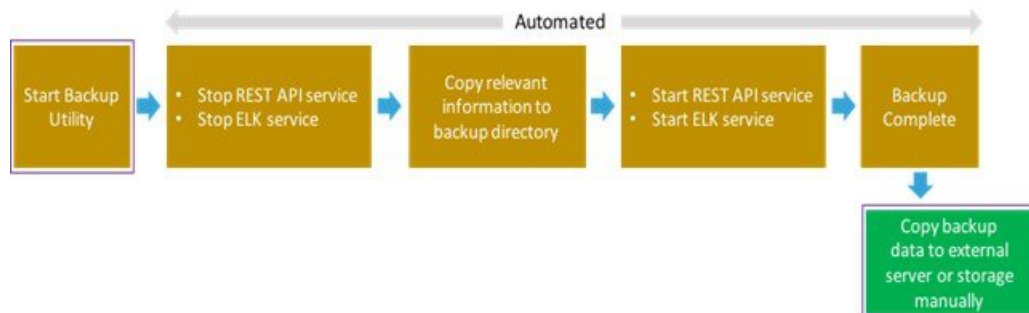 Automated
Start Backup
Utility
• Stop REST API service
• Stop ELK service
Copy relevant
information to
backup directory
• Start REST API service
• Start ELK service
Backup
Complete
Copy backup
data to external
server or storage
manually